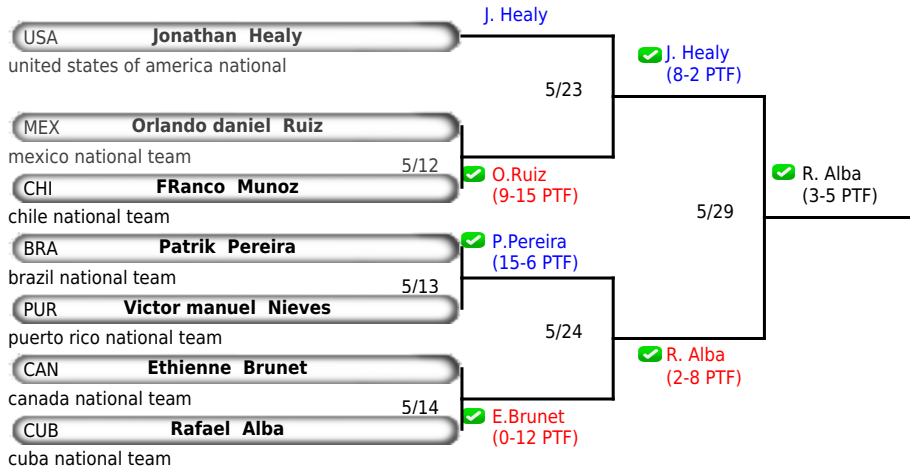 J. Healy
USA Jonathan Healy
united states of america national
J. Healy
(8-2 PTF)
5/23
MEX Orlando daniel Ruiz
mexico national team
5/12
O.Ruiz
(9-15 PTF)
CHI FRanco Munoz
chile national team
R. Alba
(3-5 PTF)
5/29
BRA Patrik Pereira
brazil national team
P.Pereira
(15-6 PTF)
5/13
PUR Victor manuel Nieves
puerto rico national team
5/24
CAN Ethienne Brunet
canada national team
R. Alba
(2-8 PTF)
5/14
E.Brunet
(0-12 PTF)
CUB Rafael Alba
cuba national team